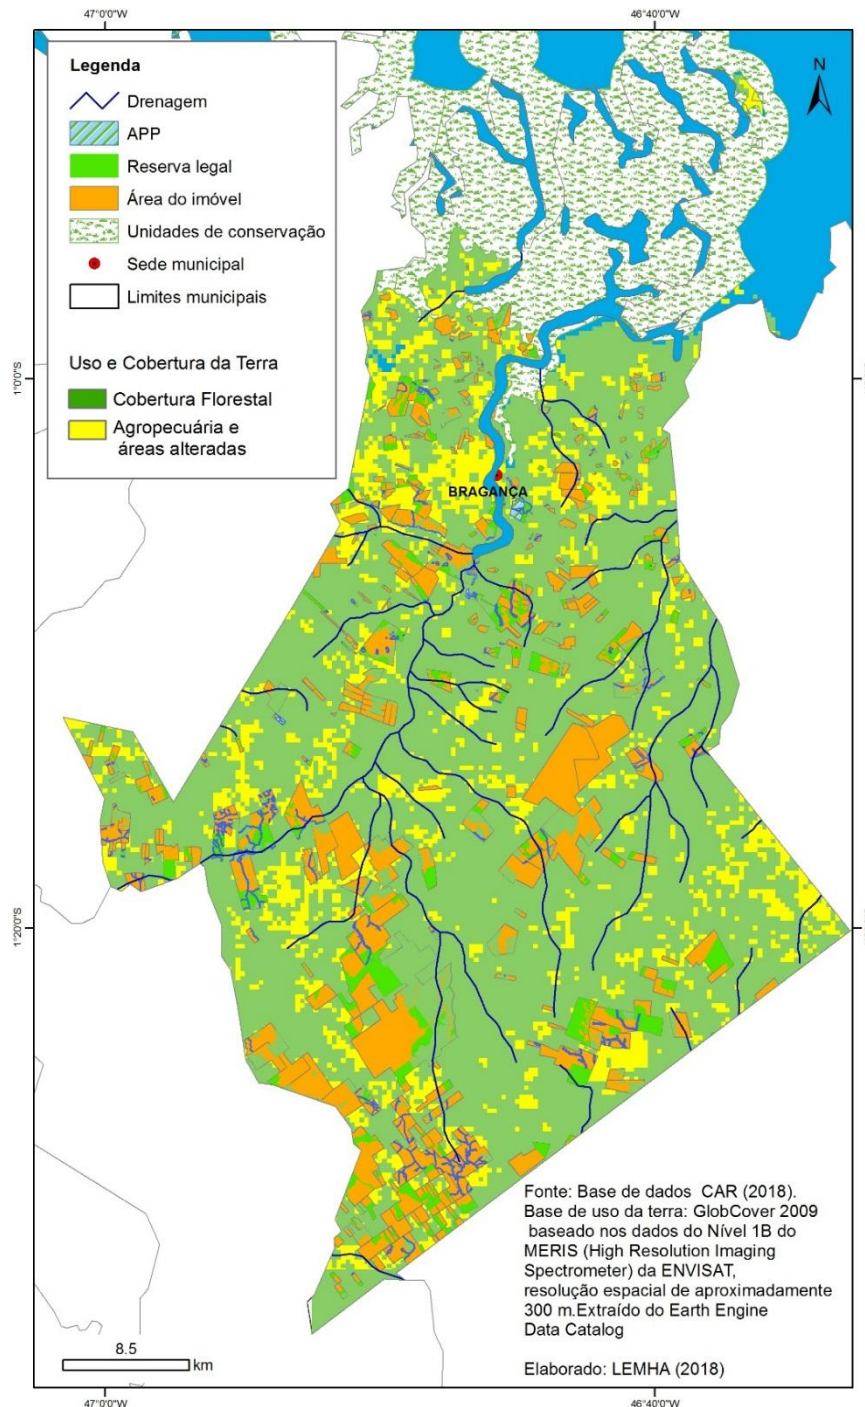 47°0'0"W
46°40'0"W
Legenda
Drenagem
APP
Reserva legal
Área do imóvel
Unidades de conservação
Sede municipal
Limites municipais
Uso e Cobertura da Terra
Cobertura Florestal
Agropecuária e
áreas alteradas
N
1°0'0"S
BRAGANÇA
1°20'0"S
Fonte: Base de dados CAR (2018).
Base de uso da terra: GlobCover 2009
baseado nos dados do Nível 1B do
MERIS (High Resolution Imaging
Spectrometer) da ENVISAT,
resolução espacial de aproximadamente
300 m.Extraído do Earth Engine
Data Catalog
Elaborado: LEMHA (2018)
8.5
km
47°0'0"W
46°40'0"W